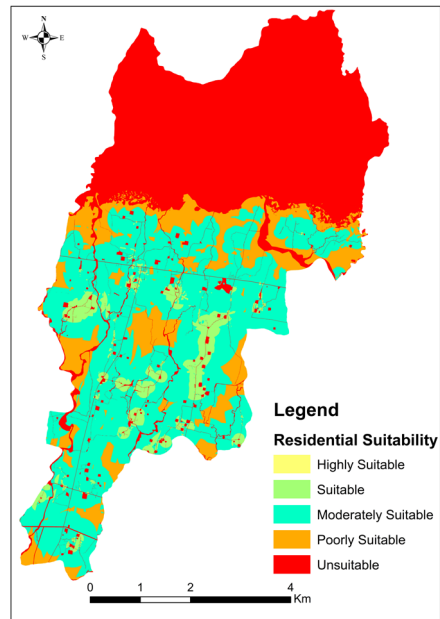 N
W E
S
Legend
Residential Suitability
Highly Suitable
Suitable
Moderately Suitable
Poorly Suitable
Unsuitable
0 1 2 4
Km